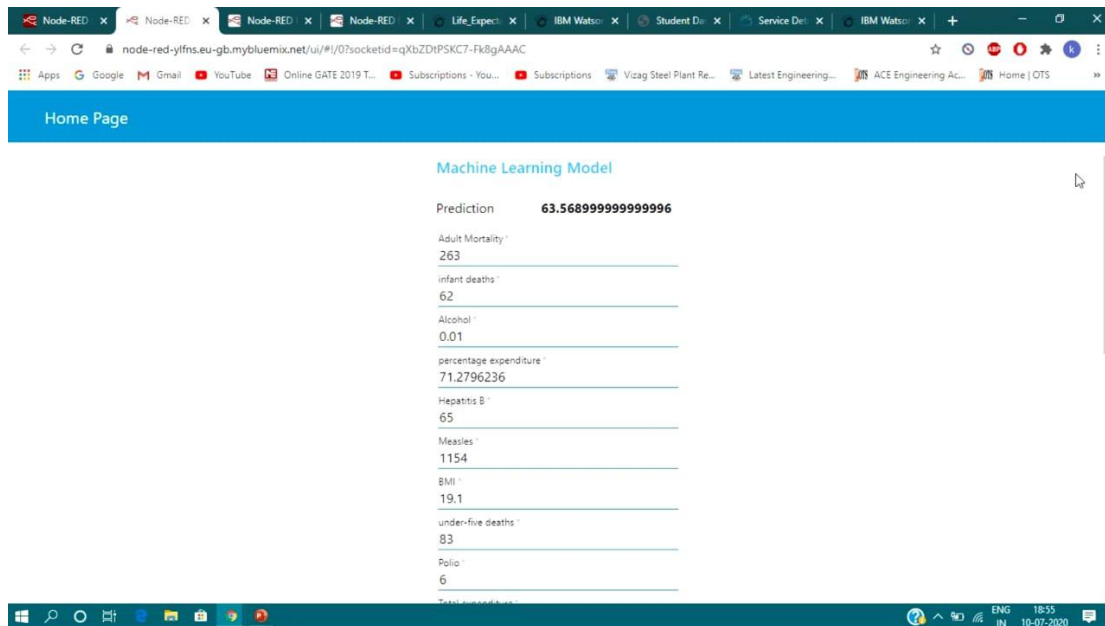 Node-RED Node-RED Node-RED Node-RED Life_Expect IBM Watson Student Da Service Det IBM Watson
node-red-ylfns.eu-gb.mybluemix.net/ui/#!/0?socketid=qXbZDtPSKC7-Fk8gAAAC
Apps Google Gmail YouTube Online GATE 2019 T... Subscriptions - You... Subscriptions Vizag Steel Plant Re... Latest Engineering... ACE Engineering Ac... Home | OTS »
Home Page
Machine Learning Model
Prediction 63.568999999999996
Adult Mortality *
263
infant deaths *
62
Alcohol *
0.01
percentage expenditure *
71.2796236
Hepatitis B *
65
Measles *
1154
BMI *
19.1
under-five deaths *
83
Polio *
6
Total expenditure *
ENG 18:55
IN 10-07-2020